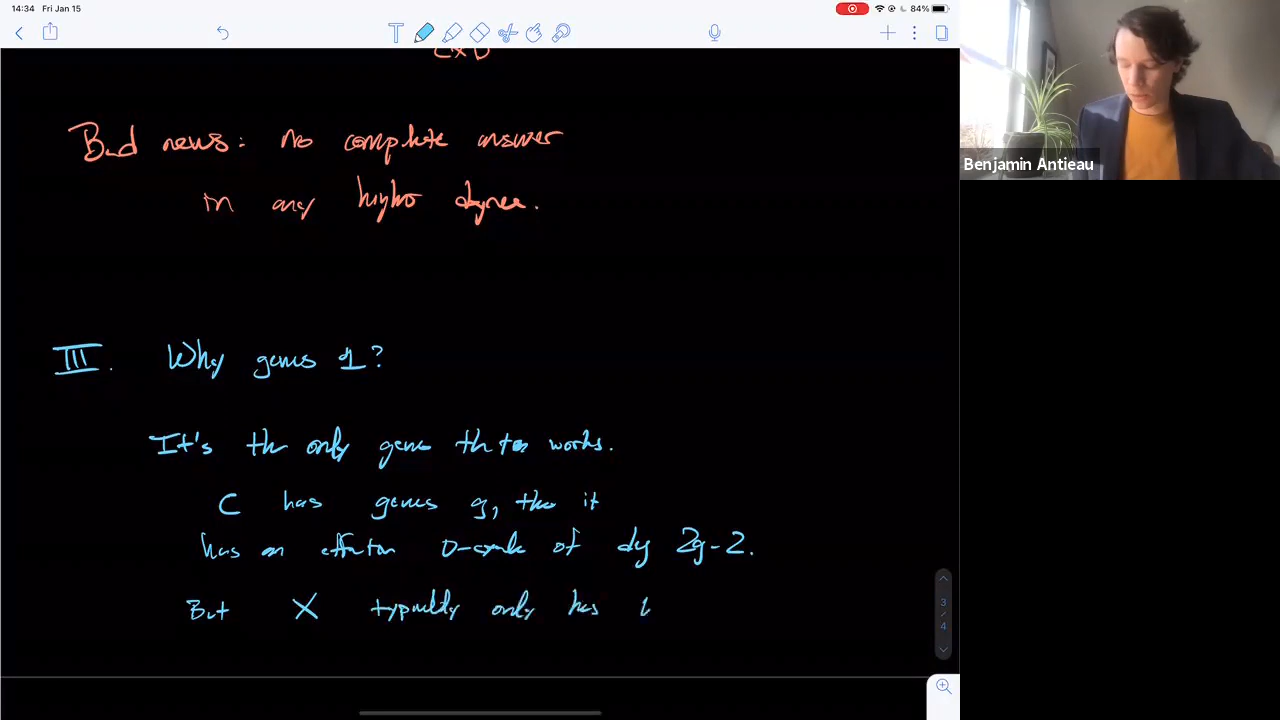 14:34 Fri Jan 15
84%
Bad news: no complete answer
in any higher degree.
III. Why genus 1?
It's the only genus that works.
C has genus g, then it
has an effective 0-cycle of deg 2g-2.
But X typically only has
3
4
Benjamin Antieau